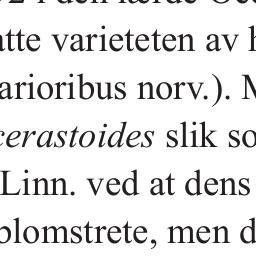 atte varieteten av h
arioribus norv.). M
cerastoides slik so
Linn. ved at dens
blomstrete, men d